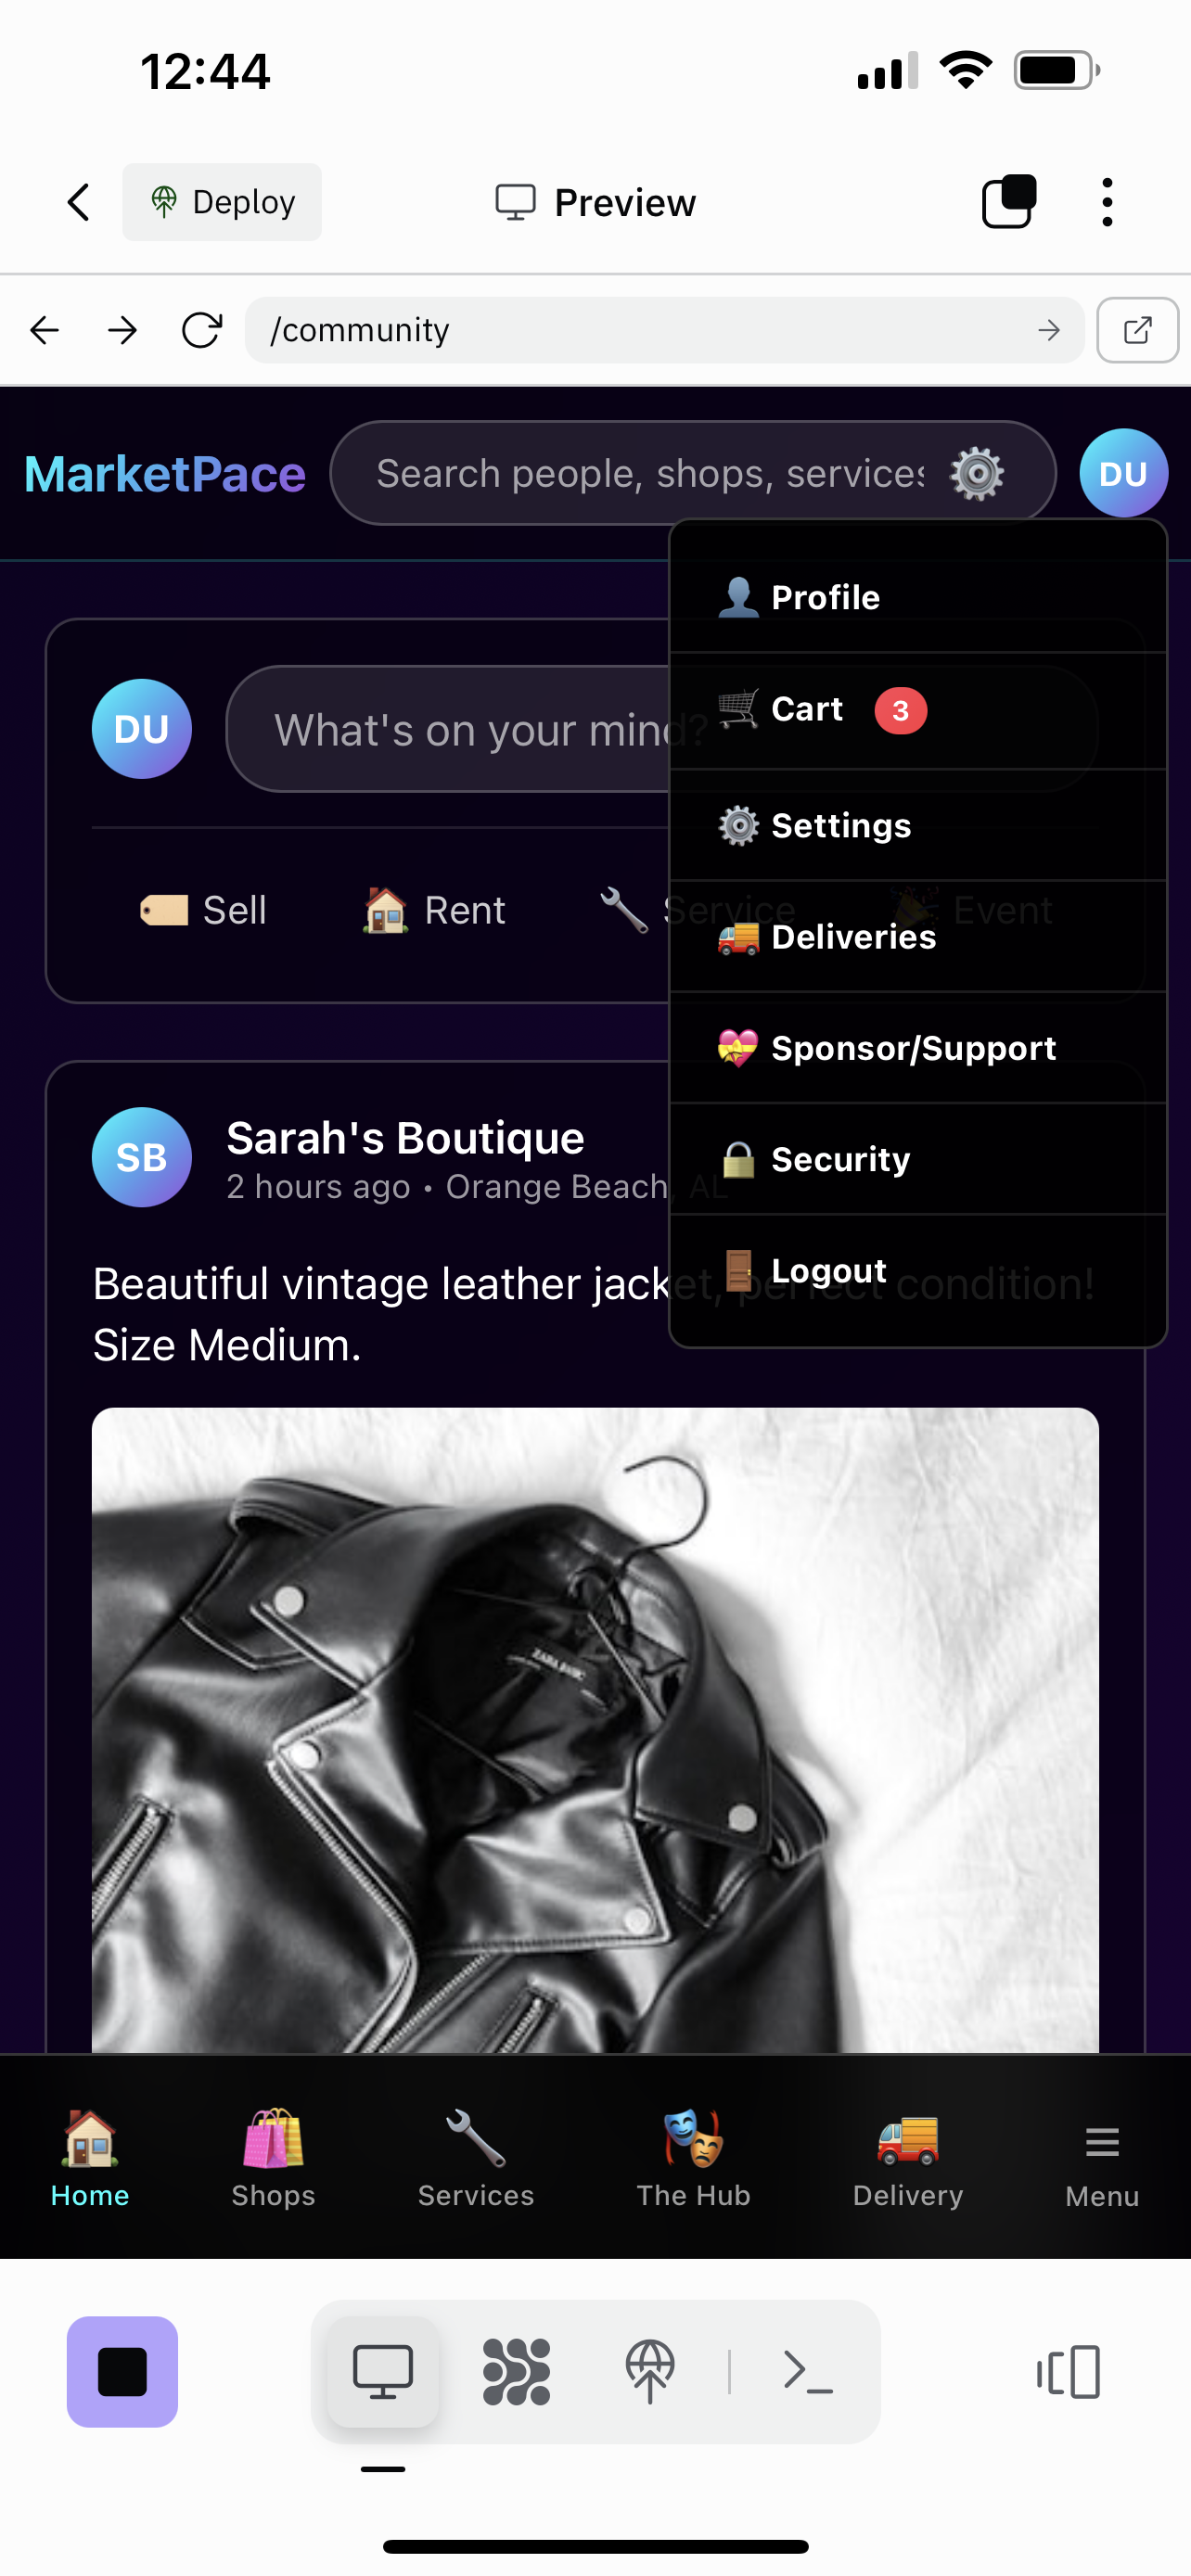 12:44
Deploy
Preview
/community
MarketPace
Search people, shops, services
DU
Profile
DU
What's on your mind?
Cart 3
Settings
Sell Rent Service Event
Deliveries
Sponsor/Support
SB
Sarah's Boutique
2 hours ago • Orange Beach, AL
Security
Beautiful vintage leather jacket, perfect condition!
Size Medium.
Logout
ZARA BASIC
Home Shops Services The Hub Delivery Menu